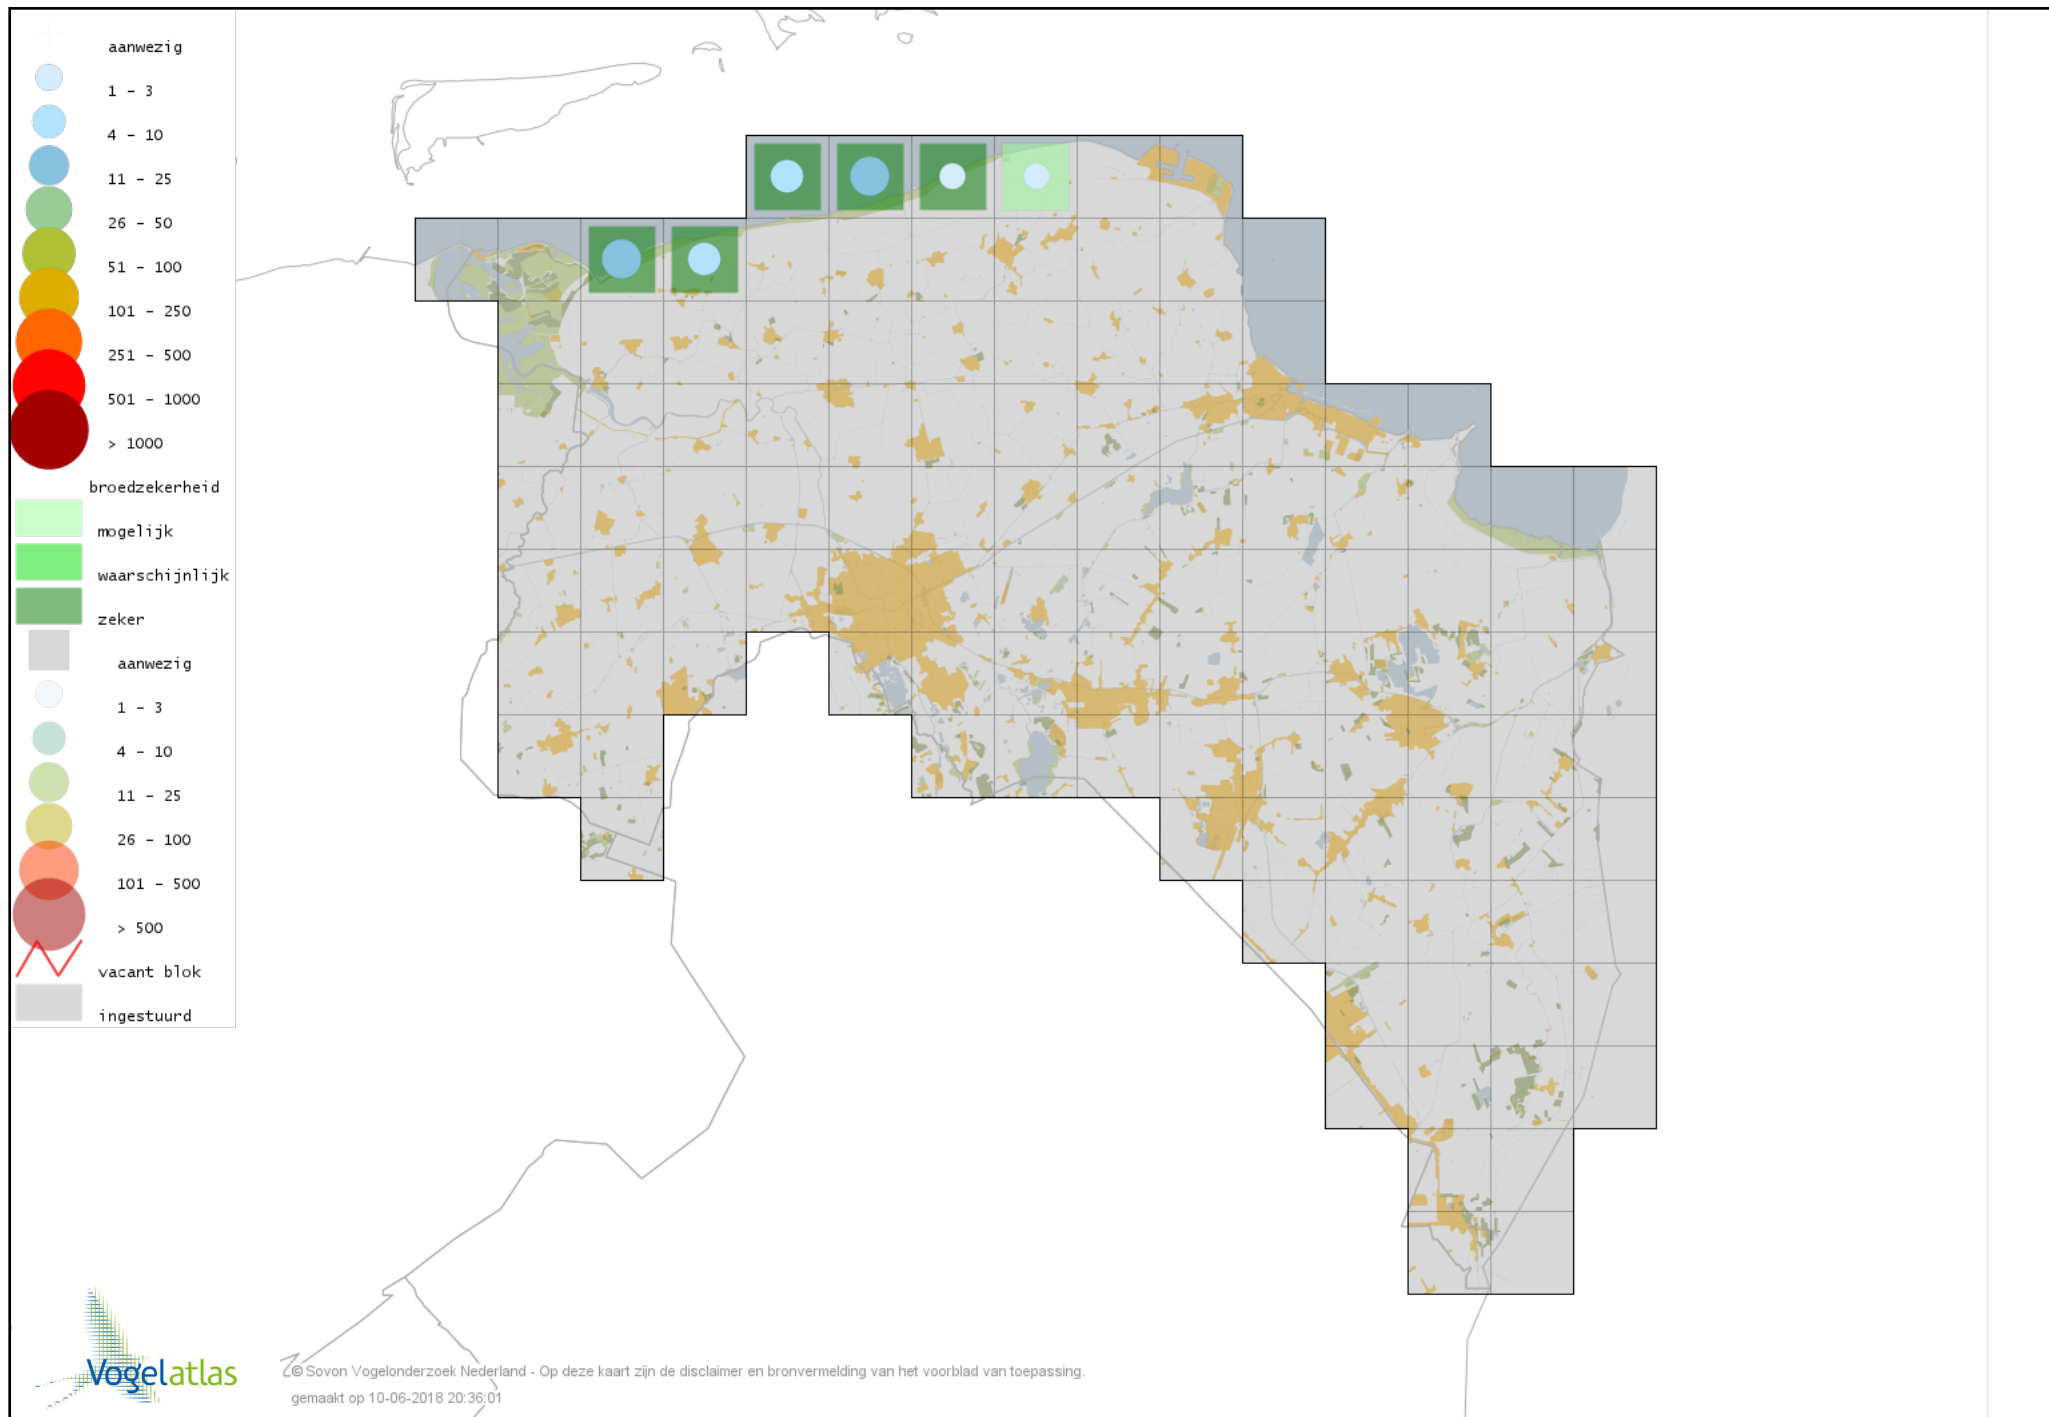 aanwezig
1 - 3
4 - 10
11 - 25
26 - 50
51 - 100
101 - 250
251 - 500
501 - 1000
> 1000
broedzekerheid
mogelijk
waarschijnlijk
zeker
aanwezig
1 - 3
4 - 10
11 - 25
26 - 100
101 - 500
> 500
vacant blok
ingestuurd
Vogelatlas
© Sovon Vogelonderzoek Nederland - Op deze kaart zijn de disclaimer en bronvermelding van het voorblad van toepassing.
gemaakt op 10-06-2018 20:36:01